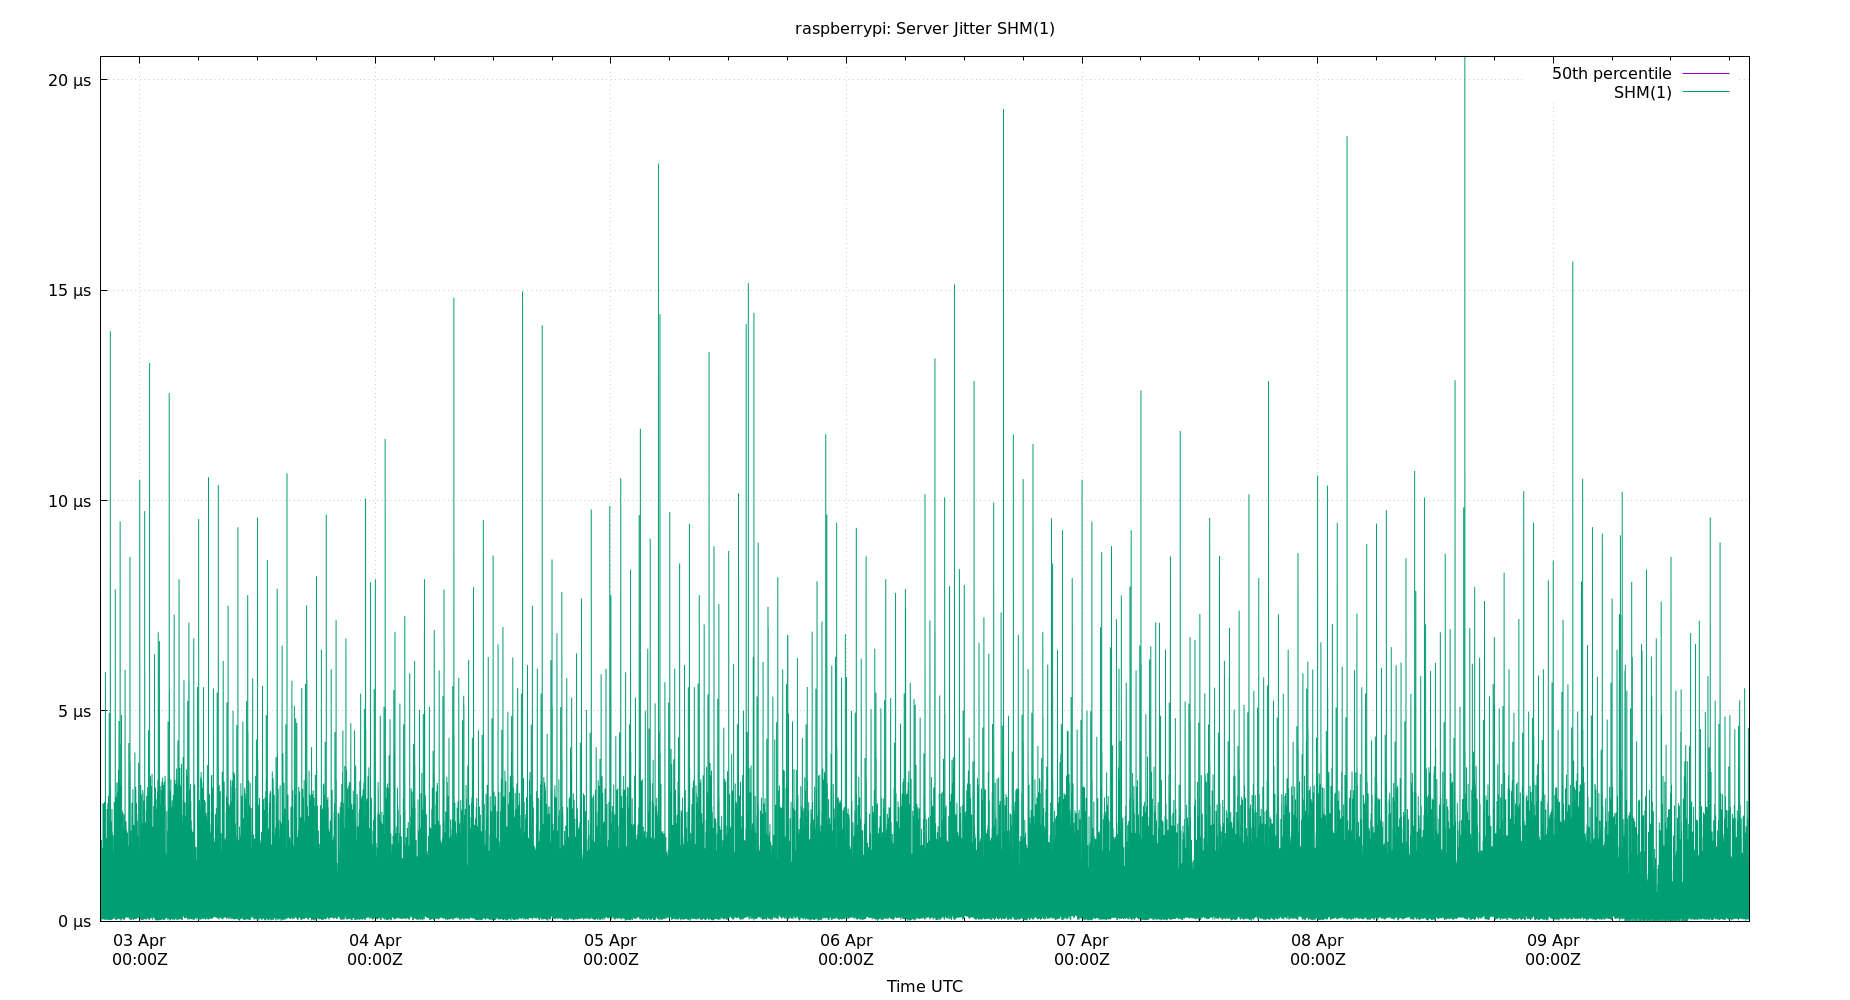 raspberrypi: Server Jitter SHM(1)
50th percentile
SHM(1)
20 µs
15 µs
10 µs
5 µs
0 µs
03 Apr 04 Apr 05 Apr 06 Apr 07 Apr 08 Apr 09 Apr
00:00Z 00:00Z 00:00Z 00:00Z 00:00Z 00:00Z 00:00Z
Time UTC